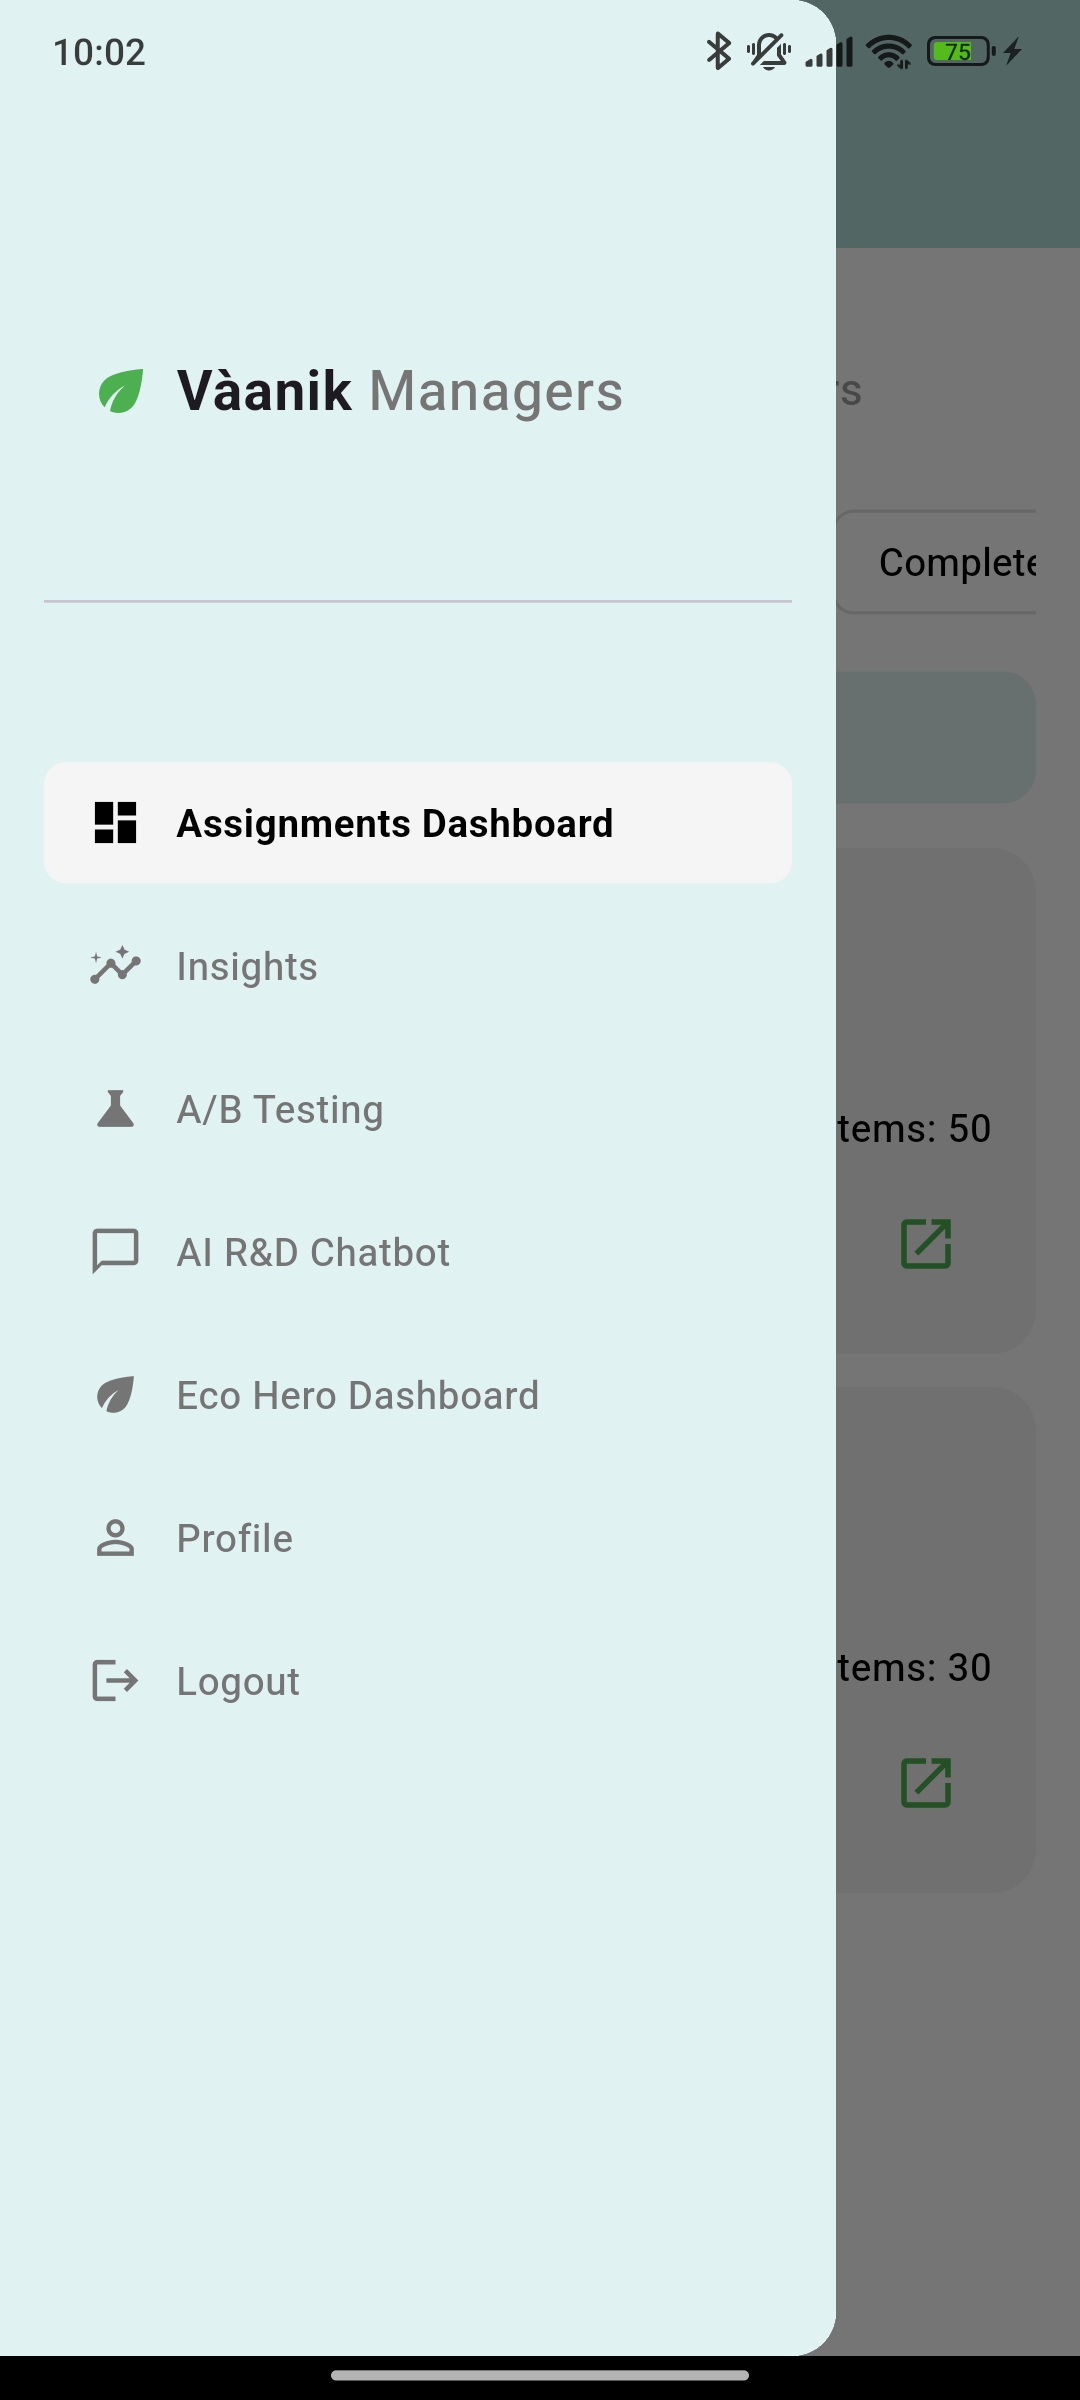 10:02
75
Vàanik Managers
rs
Complete
Assignments Dashboard
Insights
A/B Testing
tems: 50
AI R&D Chatbot
Eco Hero Dashboard
Profile
Logout
tems: 30